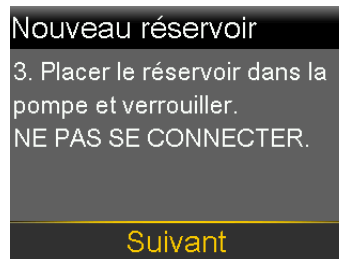 Nouveau réservoir
3. Placer le réservoir dans la
pompe et verrouiller.
NE PAS SE CONNECTER.
Suivant